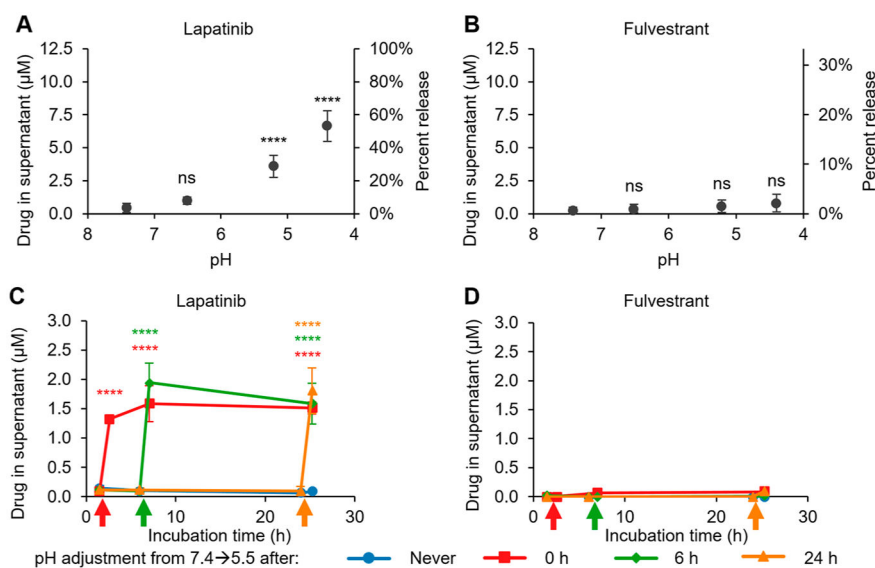 A
Lapatinib
Drug in supernatant (μM)
12.5
10.0
7.5
5.0
2.5
0.0
100%
80%
60%
40%
20%
0%
Percent release
ns
****
****
8 7 6 5 4
pH
B
Fulvestrant
Drug in supernatant (μM)
12.5
10.0
7.5
5.0
2.5
0.0
30%
20%
10%
0%
Percent release
ns
ns
ns
8 7 6 5 4
pH
C
Lapatinib
Drug in supernatant (μM)
3.0
2.5
2.0
1.5
1.0
0.5
0.0
****
****
****
****
****
****
0 10 20 30
Incubation time (h)
D
Fulvestrant
Drug in supernatant (μM)
3.0
2.5
2.0
1.5
1.0
0.5
0.0
0 10 20 30
Incubation time (h)
pH adjustment from 7.4→5.5 after: Never 0 h 6 h 24 h